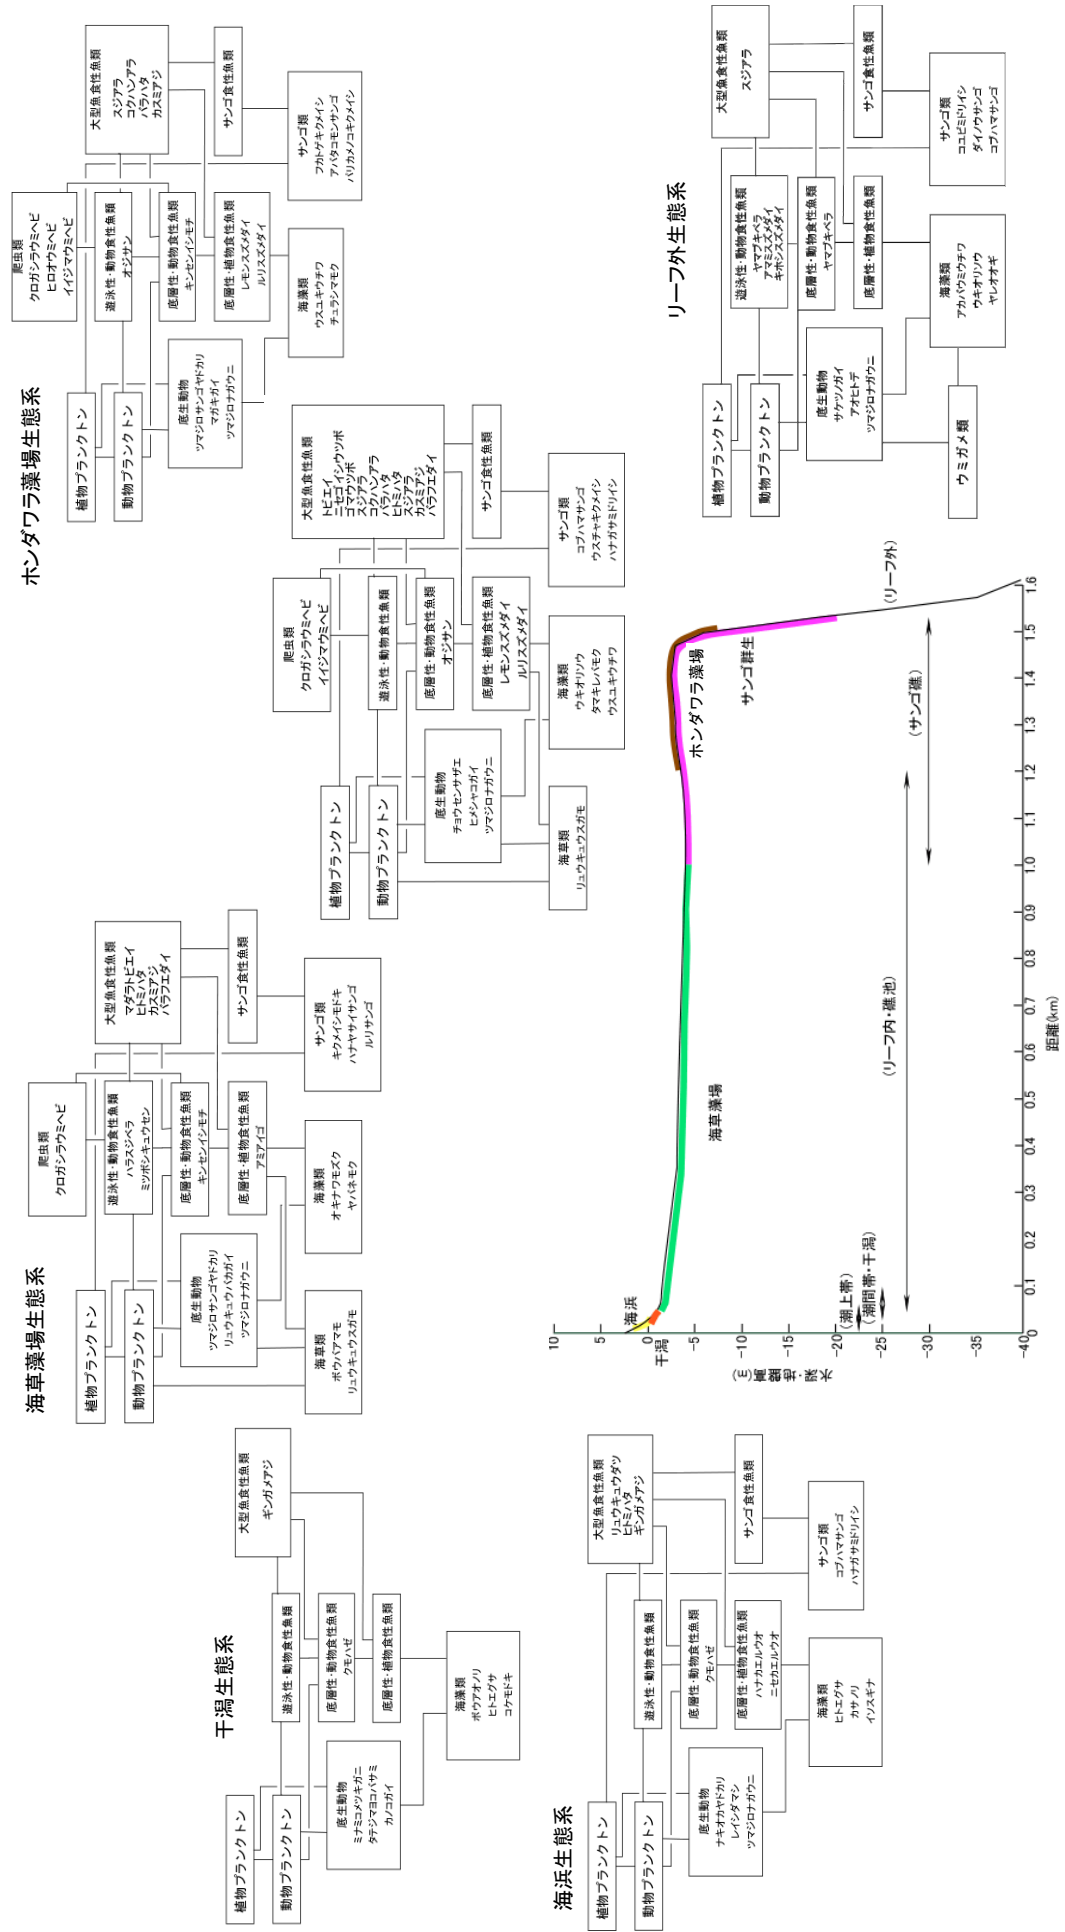 海浜生態系
植物プランクトン
動物プランクトン
底生動物
ナキオカヤドカリ
レイシダマシ
ツマジロナガウニ
遊泳性・動物食性魚類
底層性・動物食性魚類
クモハゼ
底層性・植物食性魚類
ハナカエルウオ
ニセカエルウオ
海藻類
ヒトエグサ
カサノリ
イソスギナ
大型魚食性魚類
リュウキュウダツ
ヒトミハタ
ギンガメアジ
サンゴ食性魚類
サンゴ類
コブハマサンゴ
ハナガサミドリイシ
干潟生態系
植物プランクトン
動物プランクトン
底生動物
ミナミコメツキガニ
タテジマヨコバサミ
カノコガイ
遊泳性・動物食性魚類
底層性・動物食性魚類
クモハゼ
底層性・植物食性魚類
海藻類
ボウアオノリ
ヒトエグサ
コケモドキ
大型魚食性魚類
ギンガメアジ
海草藻場生態系
植物プランクトン
動物プランクトン
底生動物
ツマジロサンゴヤドカリ
リュウキュウバカガイ
ツマジロナガウニ
海草類
ボウバアマモ
リュウキュウスガモ
爬虫類
クロガシラウミヘビ
遊泳性・動物食性魚類
ハラスジベラ
ミツボシキュウセン
底層性・動物食性魚類
キンセンイシモチ
底層性・植物食性魚類
アミアイゴ
海藻類
オキナワモズク
ヤバネモク
大型魚食性魚類
マダラトビエイ
ヒトミハタ
カスミアジ
バラフエダイ
サンゴ食性魚類
サンゴ類
キクメイシモドキ
ハナヤサイサンゴ
ルリサンゴ
植物プランクトン
動物プランクトン
底生動物
チョウセンサザエ
ヒメシャコガイ
ツマジロナガウニ
海草類
リュウキュウスガモ
爬虫類
クロガシラウミヘビ
イイジマウミヘビ
遊泳性・動物食性魚類
底層性・動物食性魚類
オジサン
底層性・植物食性魚類
レモンスズメダイ
ルリスズメダイ
海藻類
ウキオリソウ
タマキレバモク
ウスユキウチワ
大型魚食性魚類
トビエイ
ニセゴイシウツボ
ゴマウツボ
スジアラ
コクハンアラ
バラハタ
ヒトミハタ
スジアラ
カスミアジ
バラフエダイ
サンゴ食性魚類
サンゴ類
コブハマサンゴ
ウスチャキクメイシ
ハナガサミドリイシ
ホンダワラ藻場生態系
植物プランクトン
動物プランクトン
底生動物
ツマジロサンゴヤドカリ
マガキガイ
ツマジロナガウニ
爬虫類
クロガシラウミヘビ
ヒロオウミヘビ
イイジマウミヘビ
遊泳性・動物食性魚類
オジサン
底層性・動物食性魚類
キンセンイシモチ
底層性・植物食性魚類
レモンスズメダイ
ルリスズメダイ
海藻類
ウスユキウチワ
チュラシマモク
大型魚食性魚類
スジアラ
コクハンアラ
バラハタ
カスミアジ
サンゴ食性魚類
サンゴ類
フカトゲキクメイシ
アバタコモンサンゴ
パリカメノコキクメイシ
リーフ外生態系
植物プランクトン
動物プランクトン
底生動物
サケツノガイ
アオヒトデ
ツマジロナガウニ
ウミガメ類
遊泳性・動物食性魚類
ヤマブキベラ
アマミスズメダイ
キホシスズメダイ
底層性・動物食性魚類
ヤマブキベラ
底層性・植物食性魚類
海藻類
アカバウミウチワ
ウキオリソウ
ヤレオオギ
大型魚食性魚類
スジアラ
サンゴ食性魚類
サンゴ類
コユビミドリイシ
ダイノウサンゴ
コブハマサンゴ
水深・地盤高(m)
10
5
0
-5
-10
-15
-20
-25
-30
-35
-40
海浜
干潟
海草藻場
ホンダワラ藻場
サンゴ群生
(潮上帯)
(潮間帯・干潟)
(リーフ内・礁池)
(サンゴ礁)
(リーフ外)
0
0.1
0.2
0.3
0.4
0.5
0.6
0.7
0.8
0.9
1.0
1.1
1.2
1.3
1.4
1.5
1.6
距離(km)